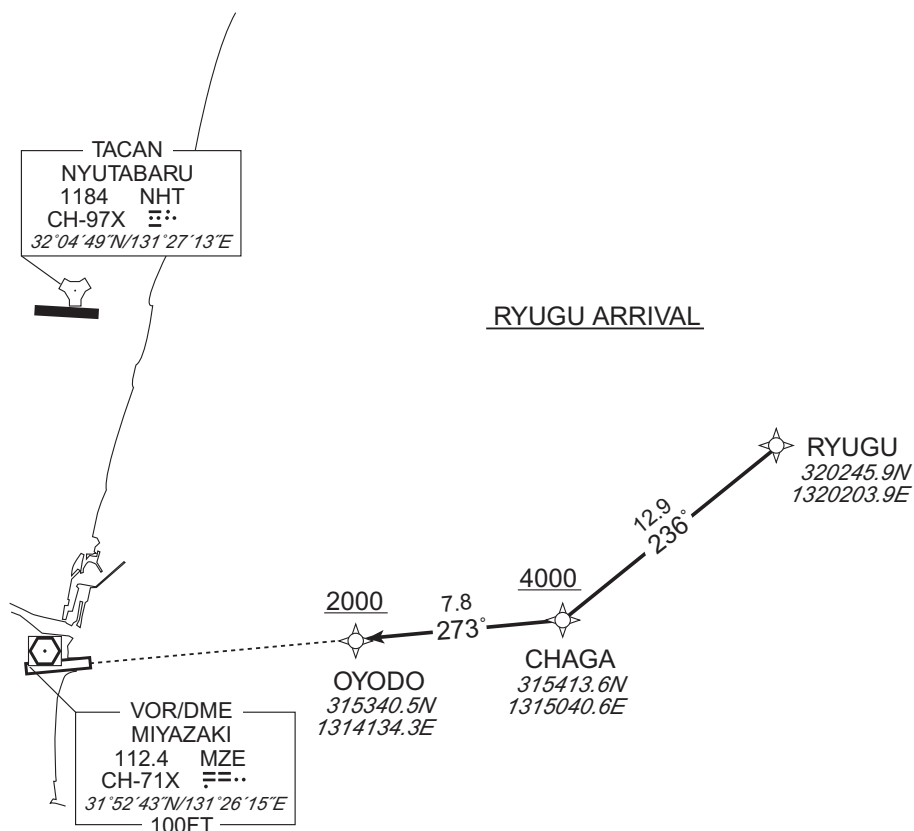 TACAN
NYUTABARU
1184 NHT
CH-97X
32°04´49˝N/131°27´13˝E
RYUGU ARRIVAL
RYUGU
320245.9N
1320203.9E
12.9
236°
4000
CHAGA
315413.6N
1315040.6E
7.8
273°
2000
OYODO
315340.5N
1314134.3E
VOR/DME
MIYAZAKI
112.4 MZE
CH-71X
31°52´43˝N/131°26´15˝E
100FT